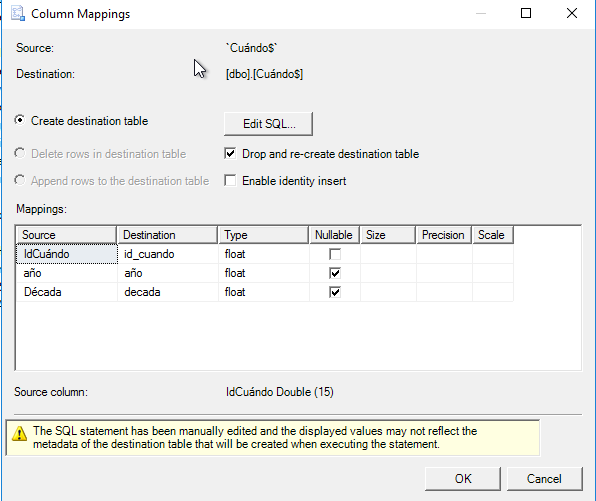 Column Mappings
Source: `Cuándo$`
Destination: [dbo].[Cuándo$]
Create destination table
Edit SQL...
Delete rows in destination table
Drop and re-create destination table
Append rows to the destination table
Enable identity insert
Mappings:
Source Destination Type Nullable Size Precision Scale
IdCuándo id_cuando float
año año float
Década decada float
Source column: IdCuándo Double (15)
The SQL statement has been manually edited and the displayed values may not reflect the
metadata of the destination table that will be created when executing the statement.
OK Cancel